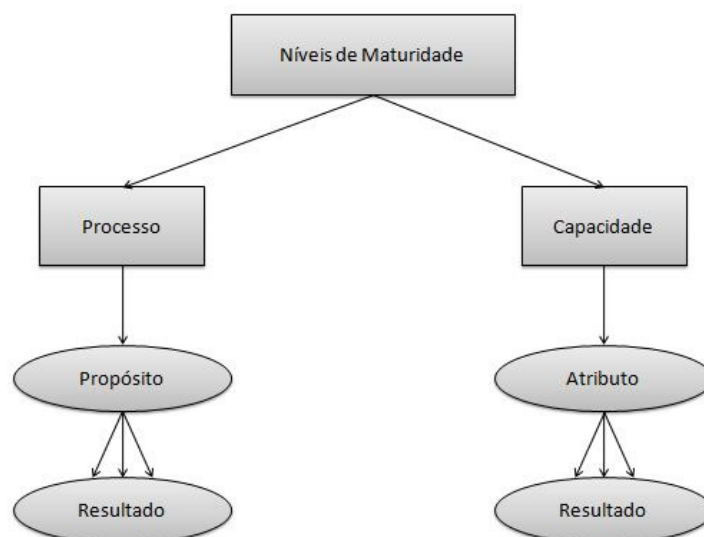 Níveis de Maturidade
Processo
Capacidade
Propósito
Atributo
Resultado
Resultado